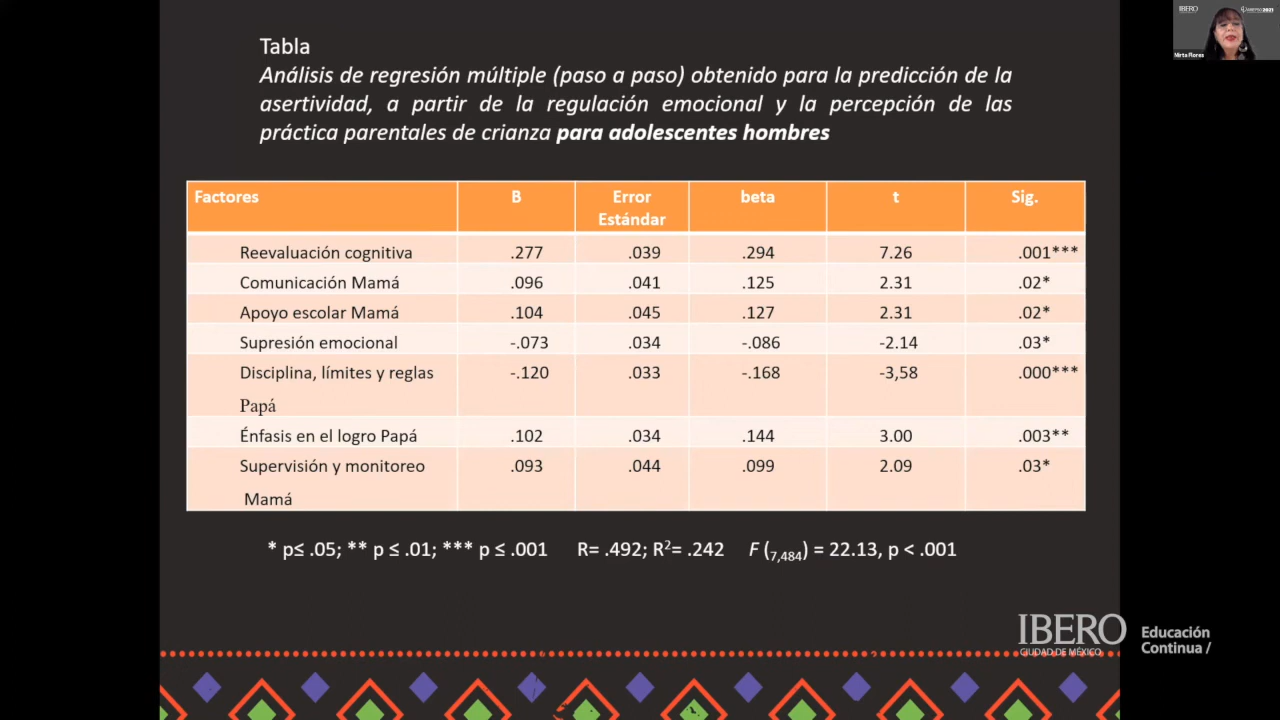 Tabla
Análisis de regresión múltiple (paso a paso) obtenido para la predicción de la
asertividad, a partir de la regulación emocional y la percepción de las
práctica parentales de crianza para adolescentes hombres
Factores B Error Estándar beta t Sig.
Reevaluación cognitiva .277 .039 .294 7.26 .001***
Comunicación Mamá .096 .041 .125 2.31 .02*
Apoyo escolar Mamá .104 .045 .127 2.31 .02*
Supresión emocional -.073 .034 -.086 -2.14 .03*
Disciplina, límites y reglas -.120 .033 -.168 -3,58 .000***
Papá
Énfasis en el logro Papá .102 .034 .144 3.00 .003**
Supervisión y monitoreo .093 .044 .099 2.09 .03*
Mamá
* p≤ .05; ** p ≤ .01; *** p ≤ .001 R= .492; R²= .242 F (7,484) = 22.13, p < .001
IBERO
CIUDAD DE MÉXICO
Educación
Continua /
IBERO
Mirta Flores